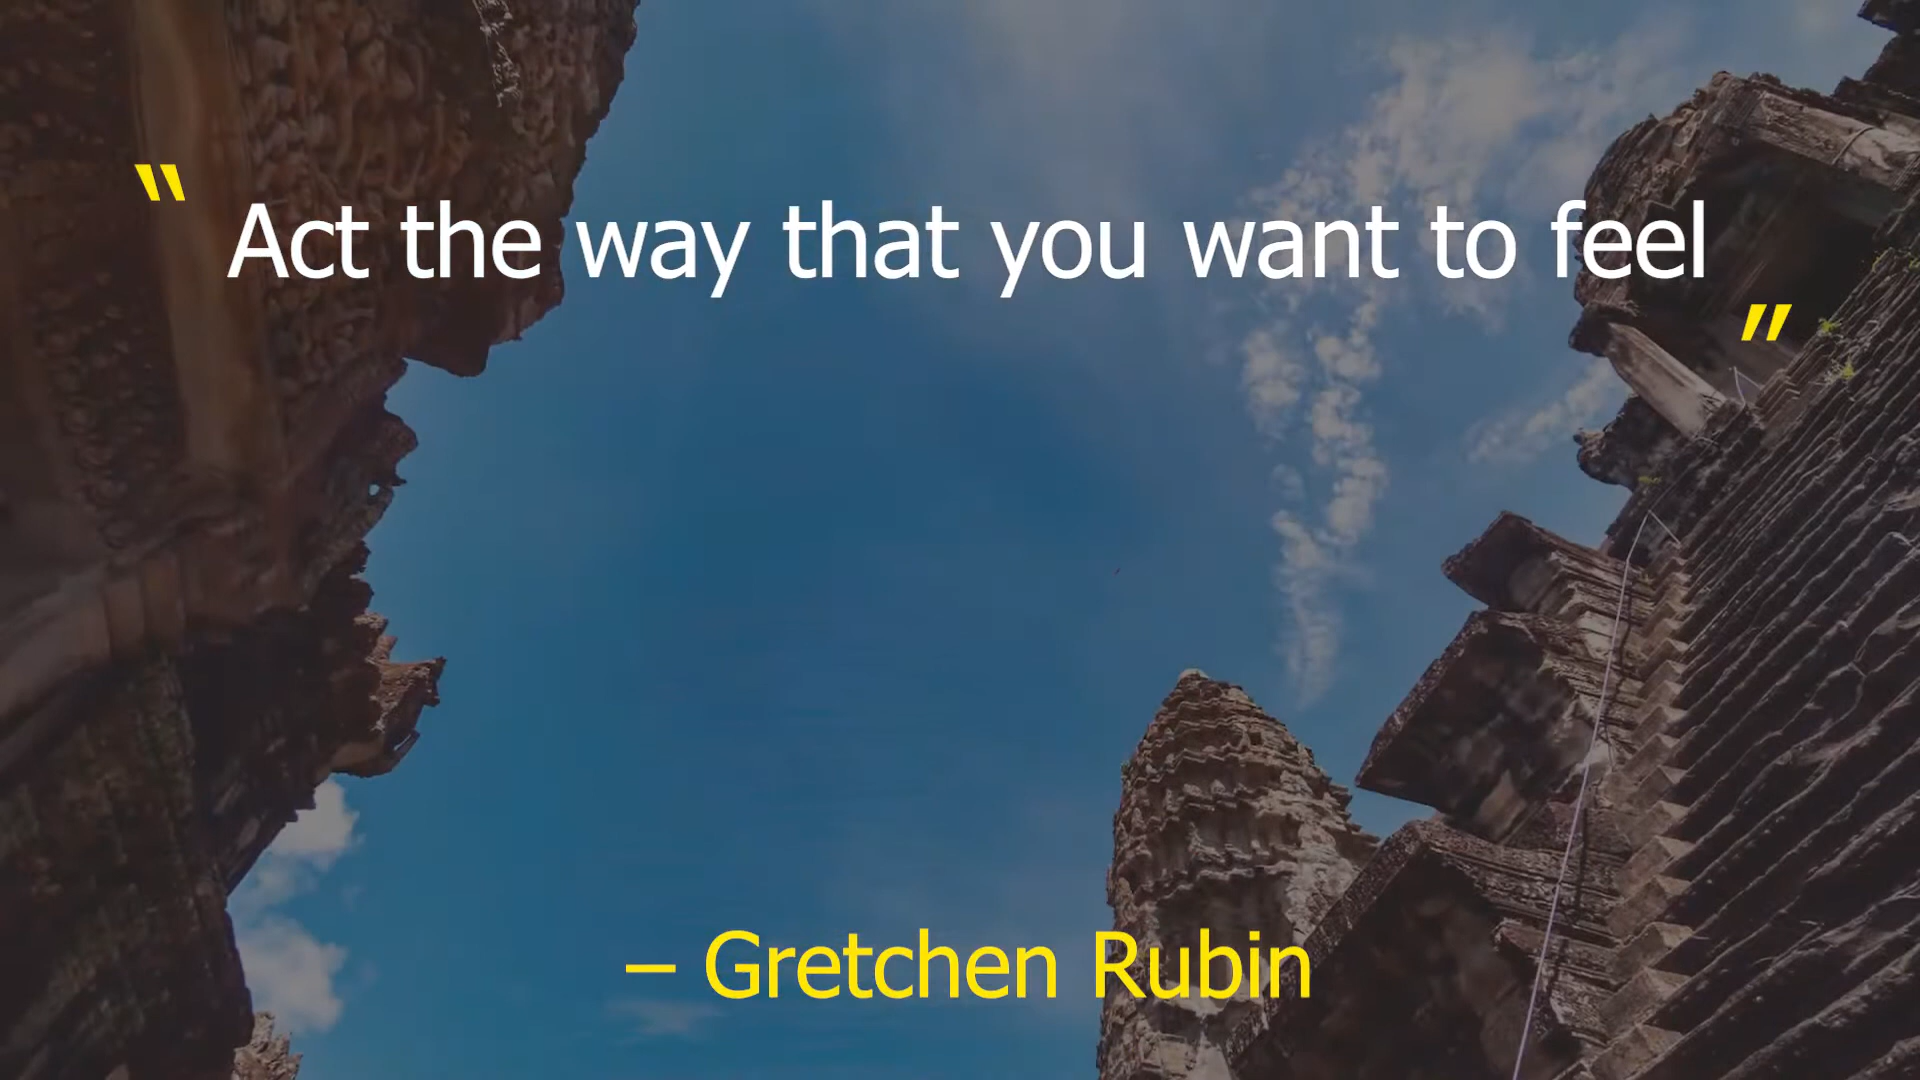 “ Act the way that you want to feel ”
– Gretchen Rubin